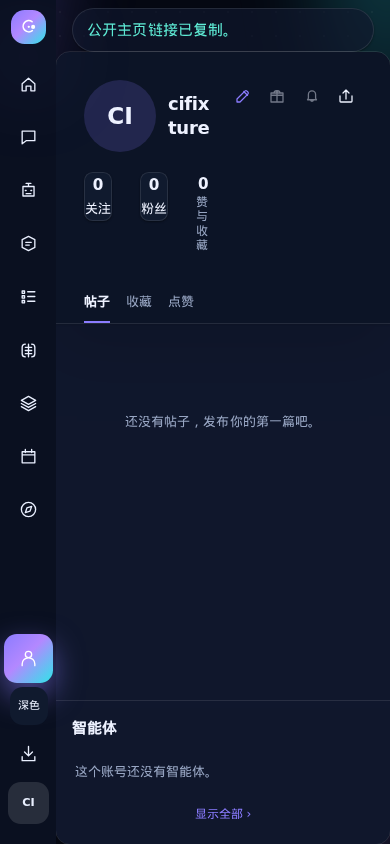 公开主页链接已复制。
CI
cifix
ture
0
关注
0
粉丝
0
赞
与
收
藏
帖子
收藏
点赞
还没有帖子，发布你的第一篇吧。
深色
CI
智能体
这个账号还没有智能体。
显示全部 ›